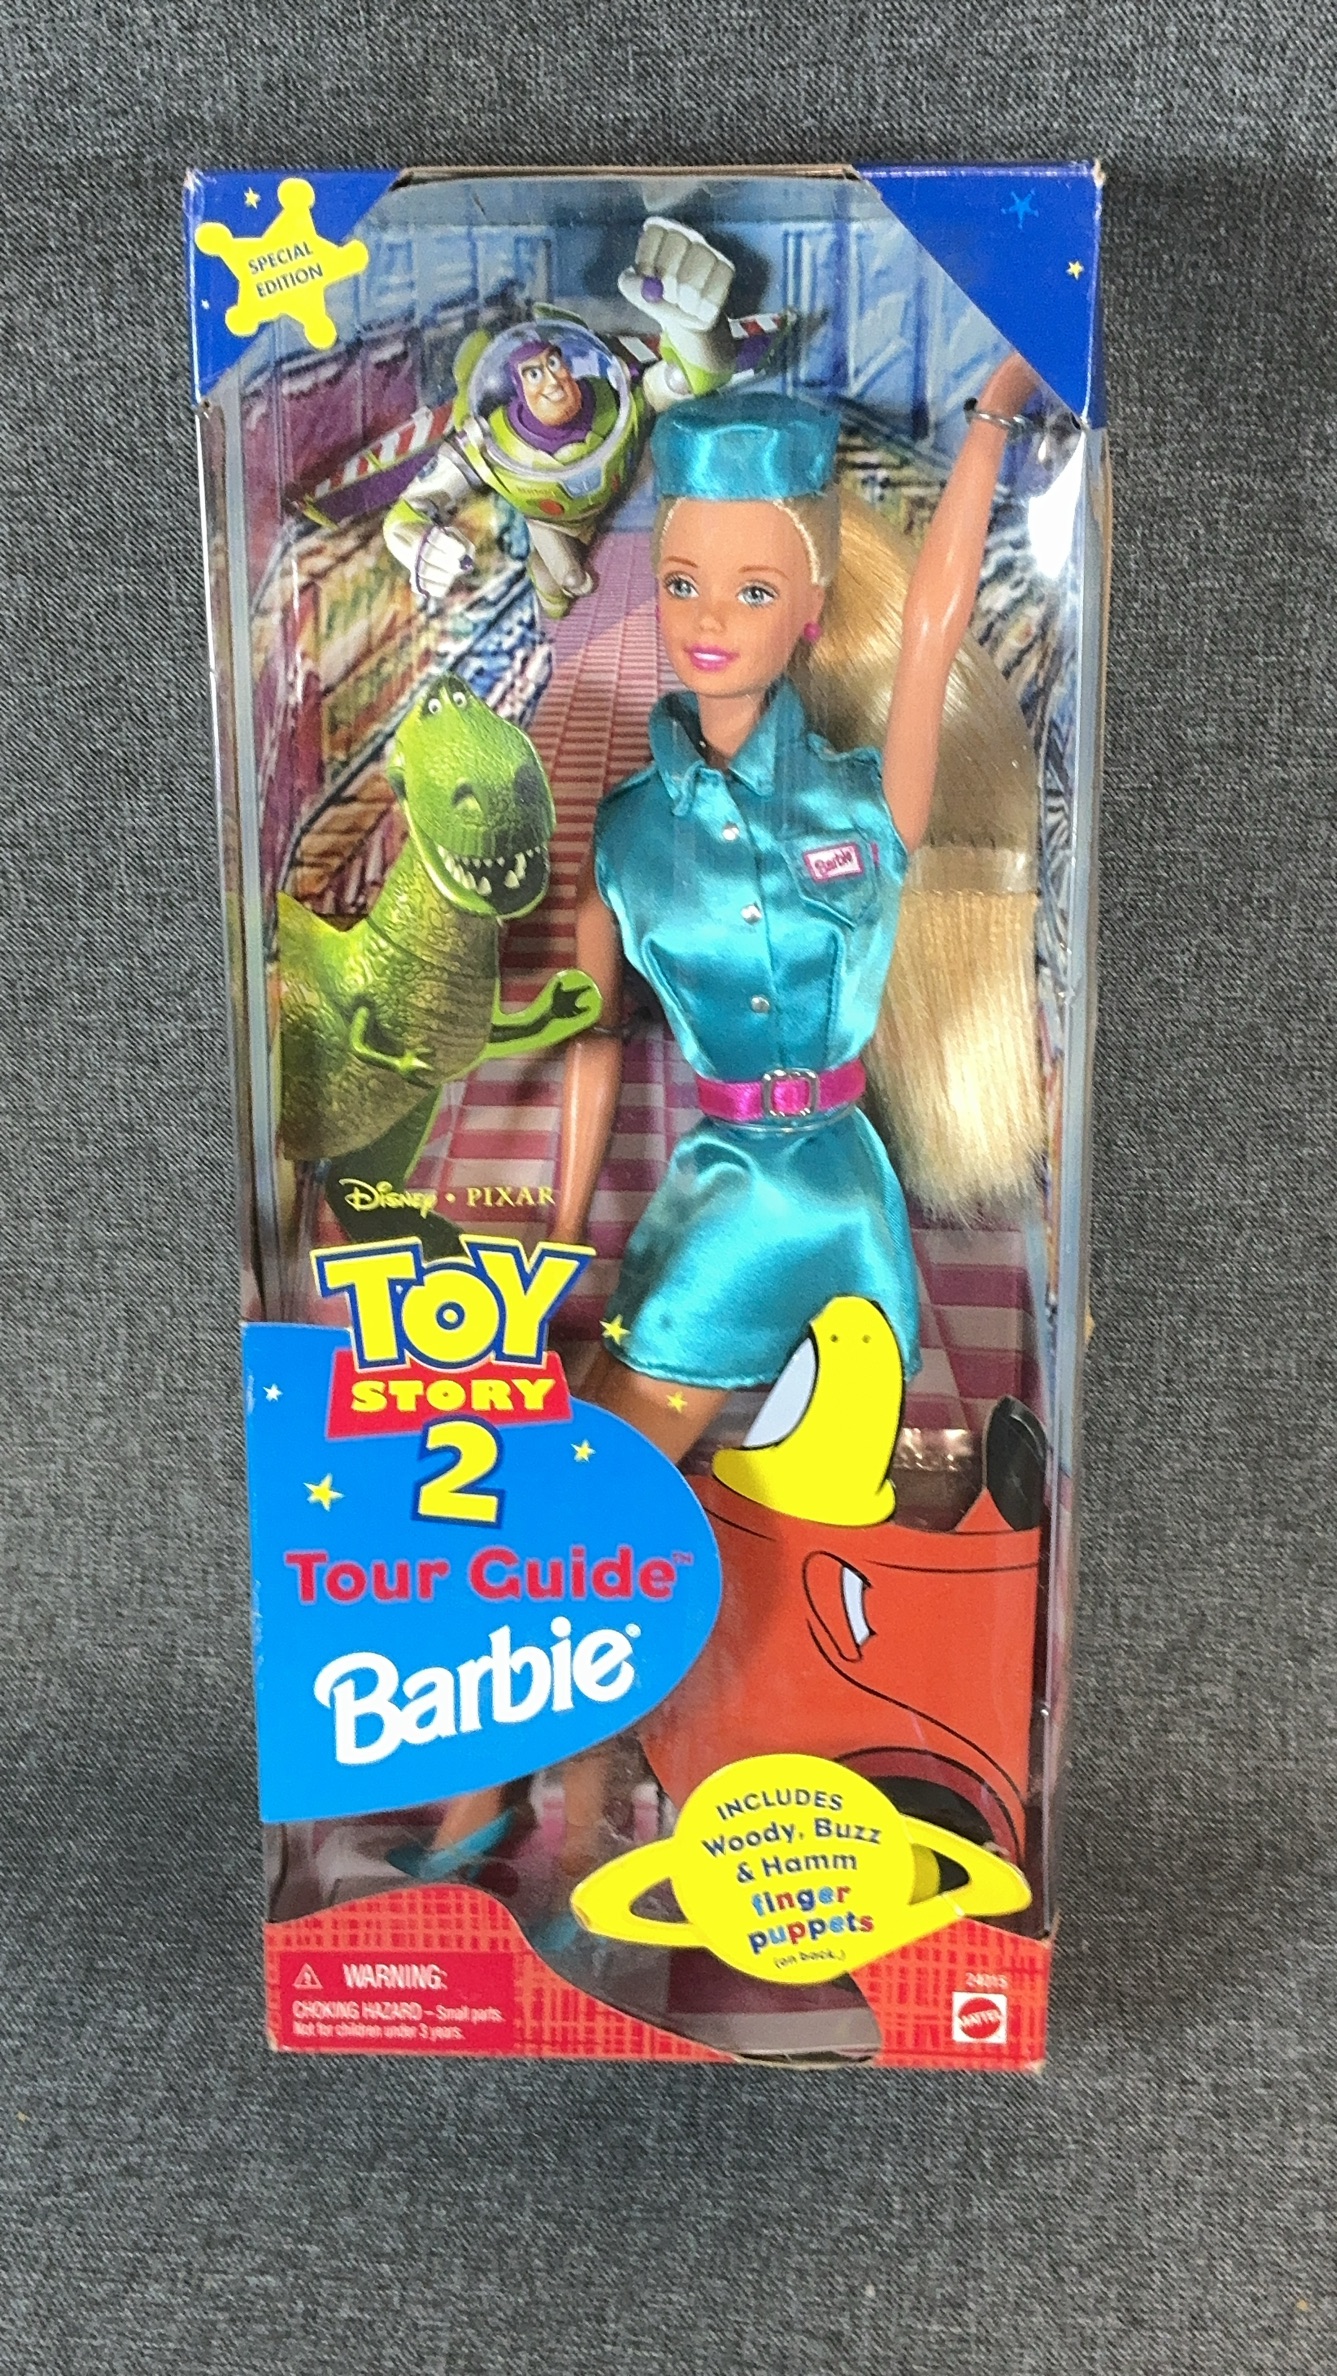 SPECIAL
EDITION
Barbie
Disney • PIXAR
TOY
STORY
2
Tour Guide™
Barbie®
INCLUDES
Woody, Buzz
& Hamm
finger
puppets
(on back.)
WARNING:
CHOKING HAZARD – Small parts.
Not for children under 3 years.
24015
MATTEL